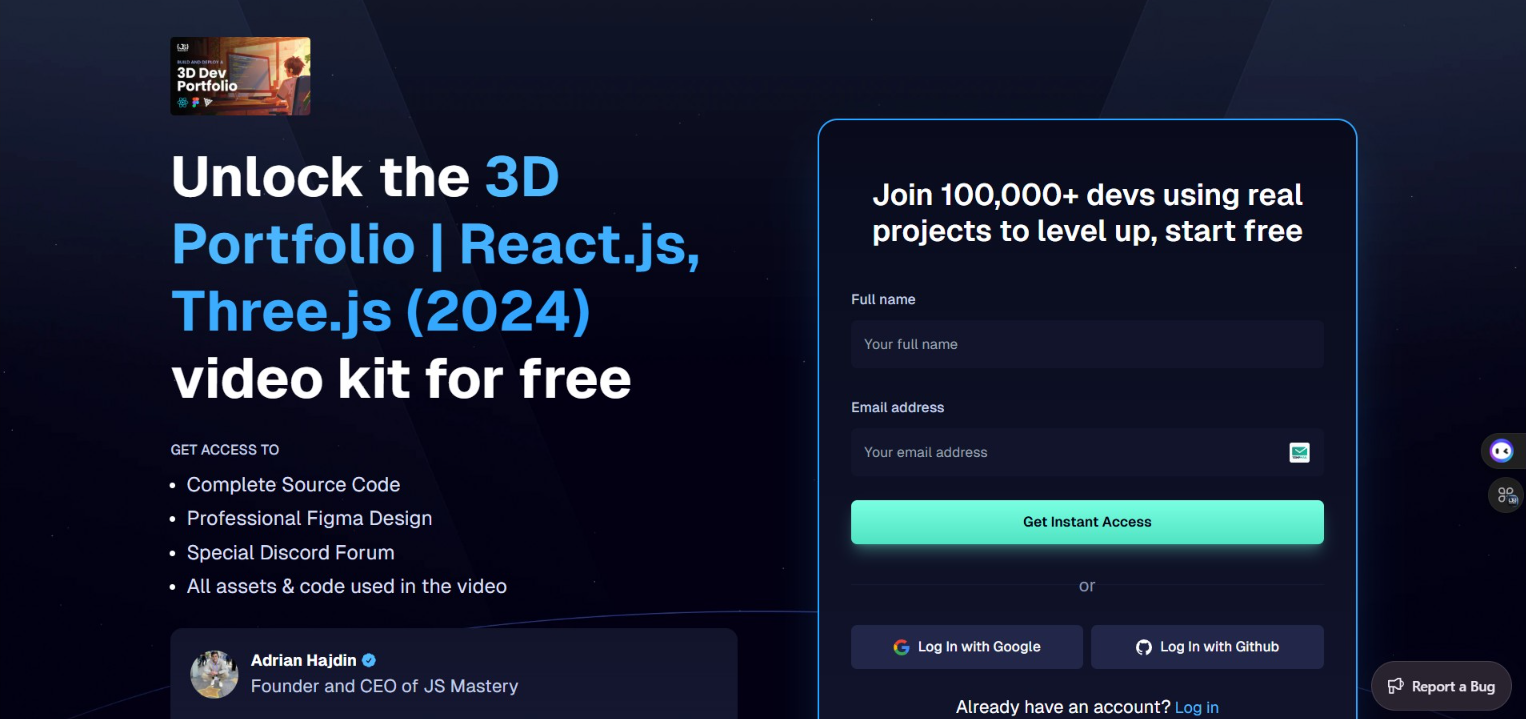 JS
BUILD AND DEPLOY A
3D Dev
Portfolio
Unlock the 3D
Portfolio | React.js,
Three.js (2024)
video kit for free
GET ACCESS TO
• Complete Source Code
• Professional Figma Design
• Special Discord Forum
• All assets & code used in the video
Adrian Hajdin
Founder and CEO of JS Mastery
Join 100,000+ devs using real
projects to level up, start free
Full name
Your full name
Email address
Your email address
Get Instant Access
or
Log In with Google
Log In with Github
Already have an account? Log in
Report a Bug